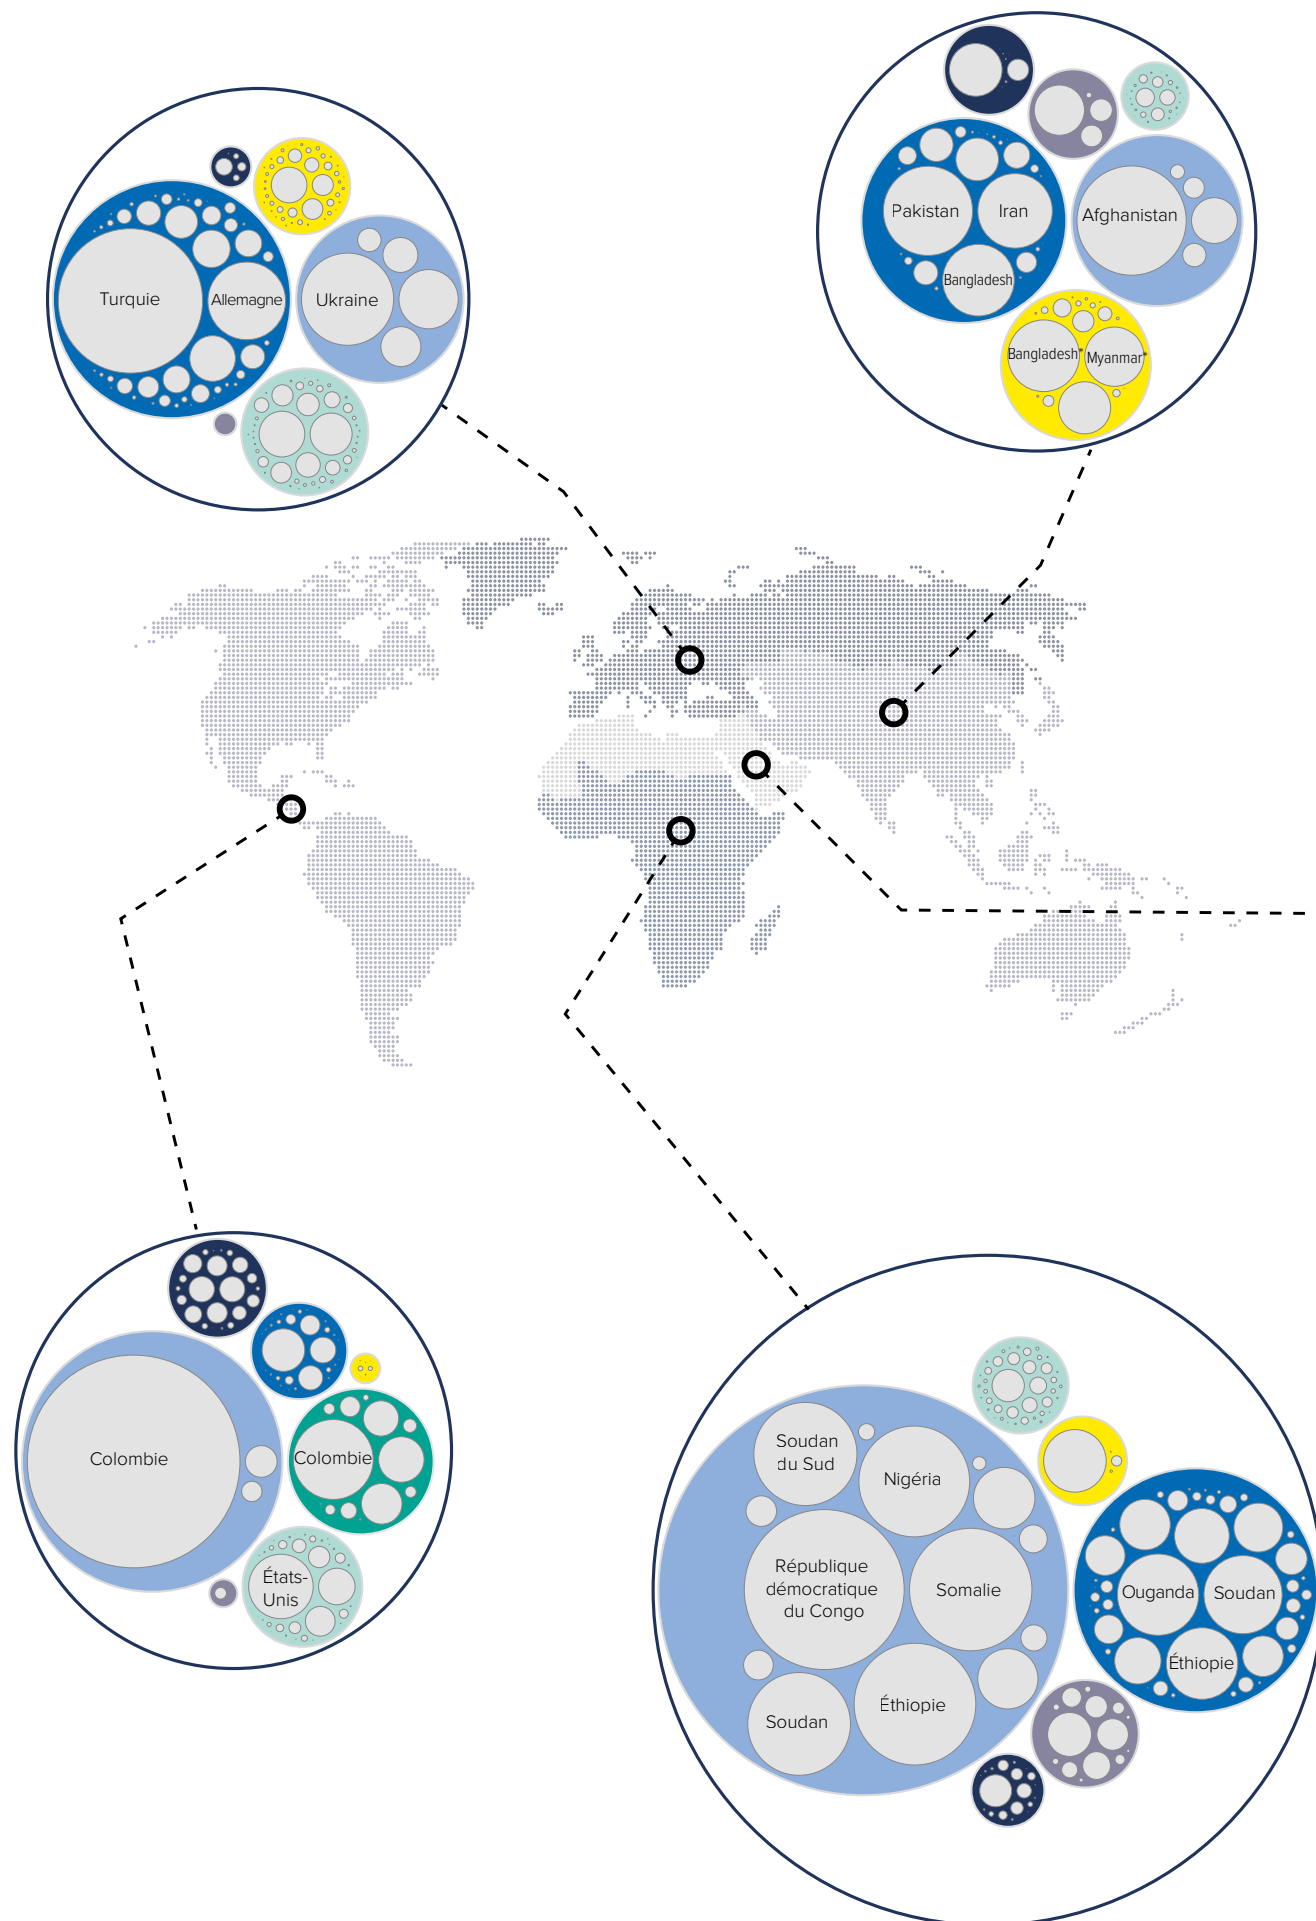 Turquie
Allemagne
Ukraine
Pakistan
Iran
Bangladesh
Afghanistan
Bangladesh*
Myanmar*
Colombie
Colombie
États-
Unis
Soudan
du Sud
Nigéria
République
démocratique
du Congo
Somalie
Soudan
Éthiopie
Ouganda
Soudan
Éthiopie